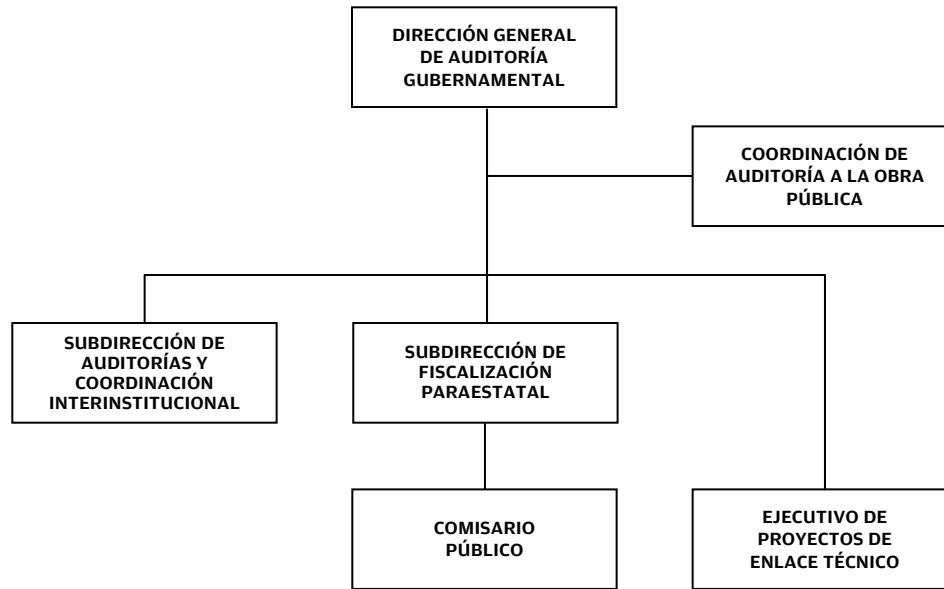 DIRECCIÓN GENERAL
DE AUDITORÍA
GUBERNAMENTAL
COORDINACIÓN DE
AUDITORÍA A LA OBRA
PÚBLICA
SUBDIRECCIÓN DE
AUDITORÍAS Y
COORDINACIÓN
INTERINSTITUCIONAL
SUBDIRECCIÓN DE
FISCALIZACIÓN
PARAESTATAL
COMISARIO
PÚBLICO
EJECUTIVO DE
PROYECTOS DE
ENLACE TÉCNICO